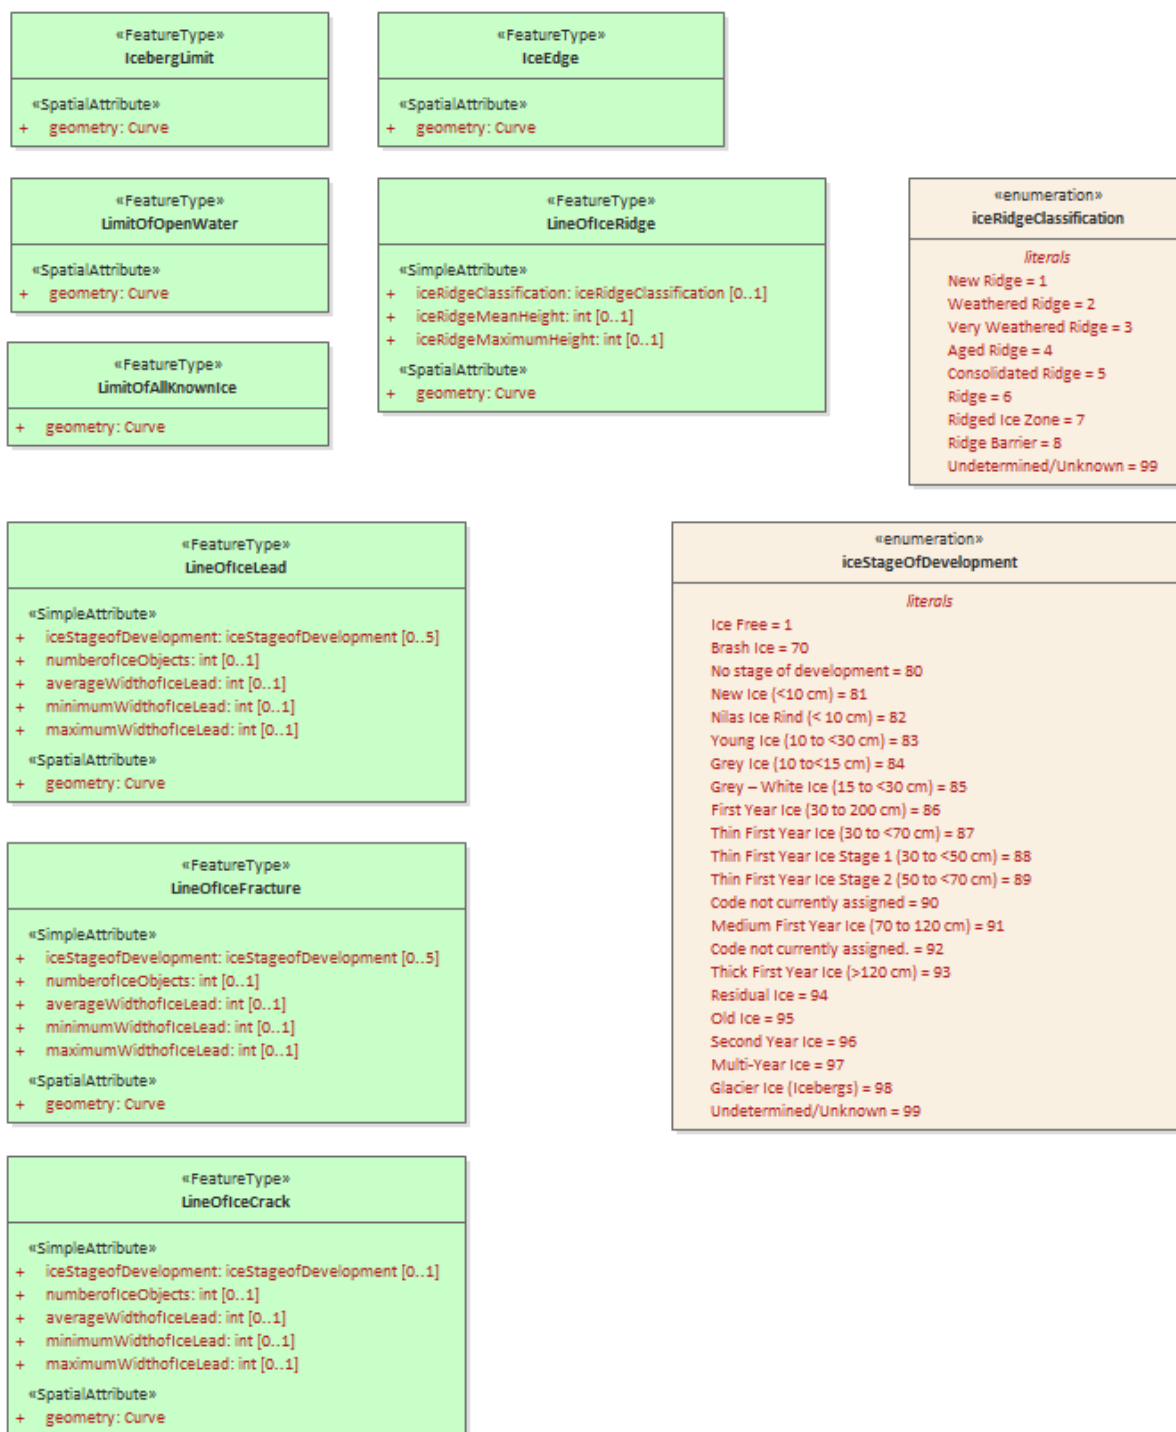 «FeatureType»
IcebergLimit
«SpatialAttribute»
+ geometry: Curve
«FeatureType»
IceEdge
«SpatialAttribute»
+ geometry: Curve
«FeatureType»
LimitOfOpenWater
«SpatialAttribute»
+ geometry: Curve
«FeatureType»
LineOfIceRidge
«SimpleAttribute»
+ iceRidgeClassification: iceRidgeClassification [0..1]
+ iceRidgeMeanHeight: int [0..1]
+ iceRidgeMaximumHeight: int [0..1]
«SpatialAttribute»
+ geometry: Curve
«enumeration»
iceRidgeClassification
literals
New Ridge = 1
Weathered Ridge = 2
Very Weathered Ridge = 3
Aged Ridge = 4
Consolidated Ridge = 5
Ridge = 6
Ridged Ice Zone = 7
Ridge Barrier = 8
Undetermined/Unknown = 99
«FeatureType»
LimitOfAllKnownIce
+ geometry: Curve
«FeatureType»
LineOfIceLead
«SimpleAttribute»
+ iceStageofDevelopment: iceStageofDevelopment [0..5]
+ numberofIceObjects: int [0..1]
+ averageWidthofIceLead: int [0..1]
+ minimumWidthofIceLead: int [0..1]
+ maximumWidthofIceLead: int [0..1]
«SpatialAttribute»
+ geometry: Curve
«enumeration»
iceStageOfDevelopment
literals
Ice Free = 1
Brash Ice = 70
No stage of development = 80
New Ice (<10 cm) = 81
Nilas Ice Rind (< 10 cm) = 82
Young Ice (10 to <30 cm) = 83
Grey Ice (10 to<15 cm) = 84
Grey – White Ice (15 to <30 cm) = 85
First Year Ice (30 to 200 cm) = 86
Thin First Year Ice (30 to <70 cm) = 87
Thin First Year Ice Stage 1 (30 to <50 cm) = 88
Thin First Year Ice Stage 2 (50 to <70 cm) = 89
Code not currently assigned = 90
Medium First Year Ice (70 to 120 cm) = 91
Code not currently assigned. = 92
Thick First Year Ice (>120 cm) = 93
Residual Ice = 94
Old Ice = 95
Second Year Ice = 96
Multi-Year Ice = 97
Glacier Ice (Icebergs) = 98
Undetermined/Unknown = 99
«FeatureType»
LineOfIceFracture
«SimpleAttribute»
+ iceStageofDevelopment: iceStageofDevelopment [0..5]
+ numberofIceObjects: int [0..1]
+ averageWidthofIceLead: int [0..1]
+ minimumWidthofIceLead: int [0..1]
+ maximumWidthofIceLead: int [0..1]
«SpatialAttribute»
+ geometry: Curve
«FeatureType»
LineOfIceCrack
«SimpleAttribute»
+ iceStageofDevelopment: iceStageofDevelopment [0..1]
+ numberofIceObjects: int [0..1]
+ averageWidthofIceLead: int [0..1]
+ minimumWidthofIceLead: int [0..1]
+ maximumWidthofIceLead: int [0..1]
«SpatialAttribute»
+ geometry: Curve